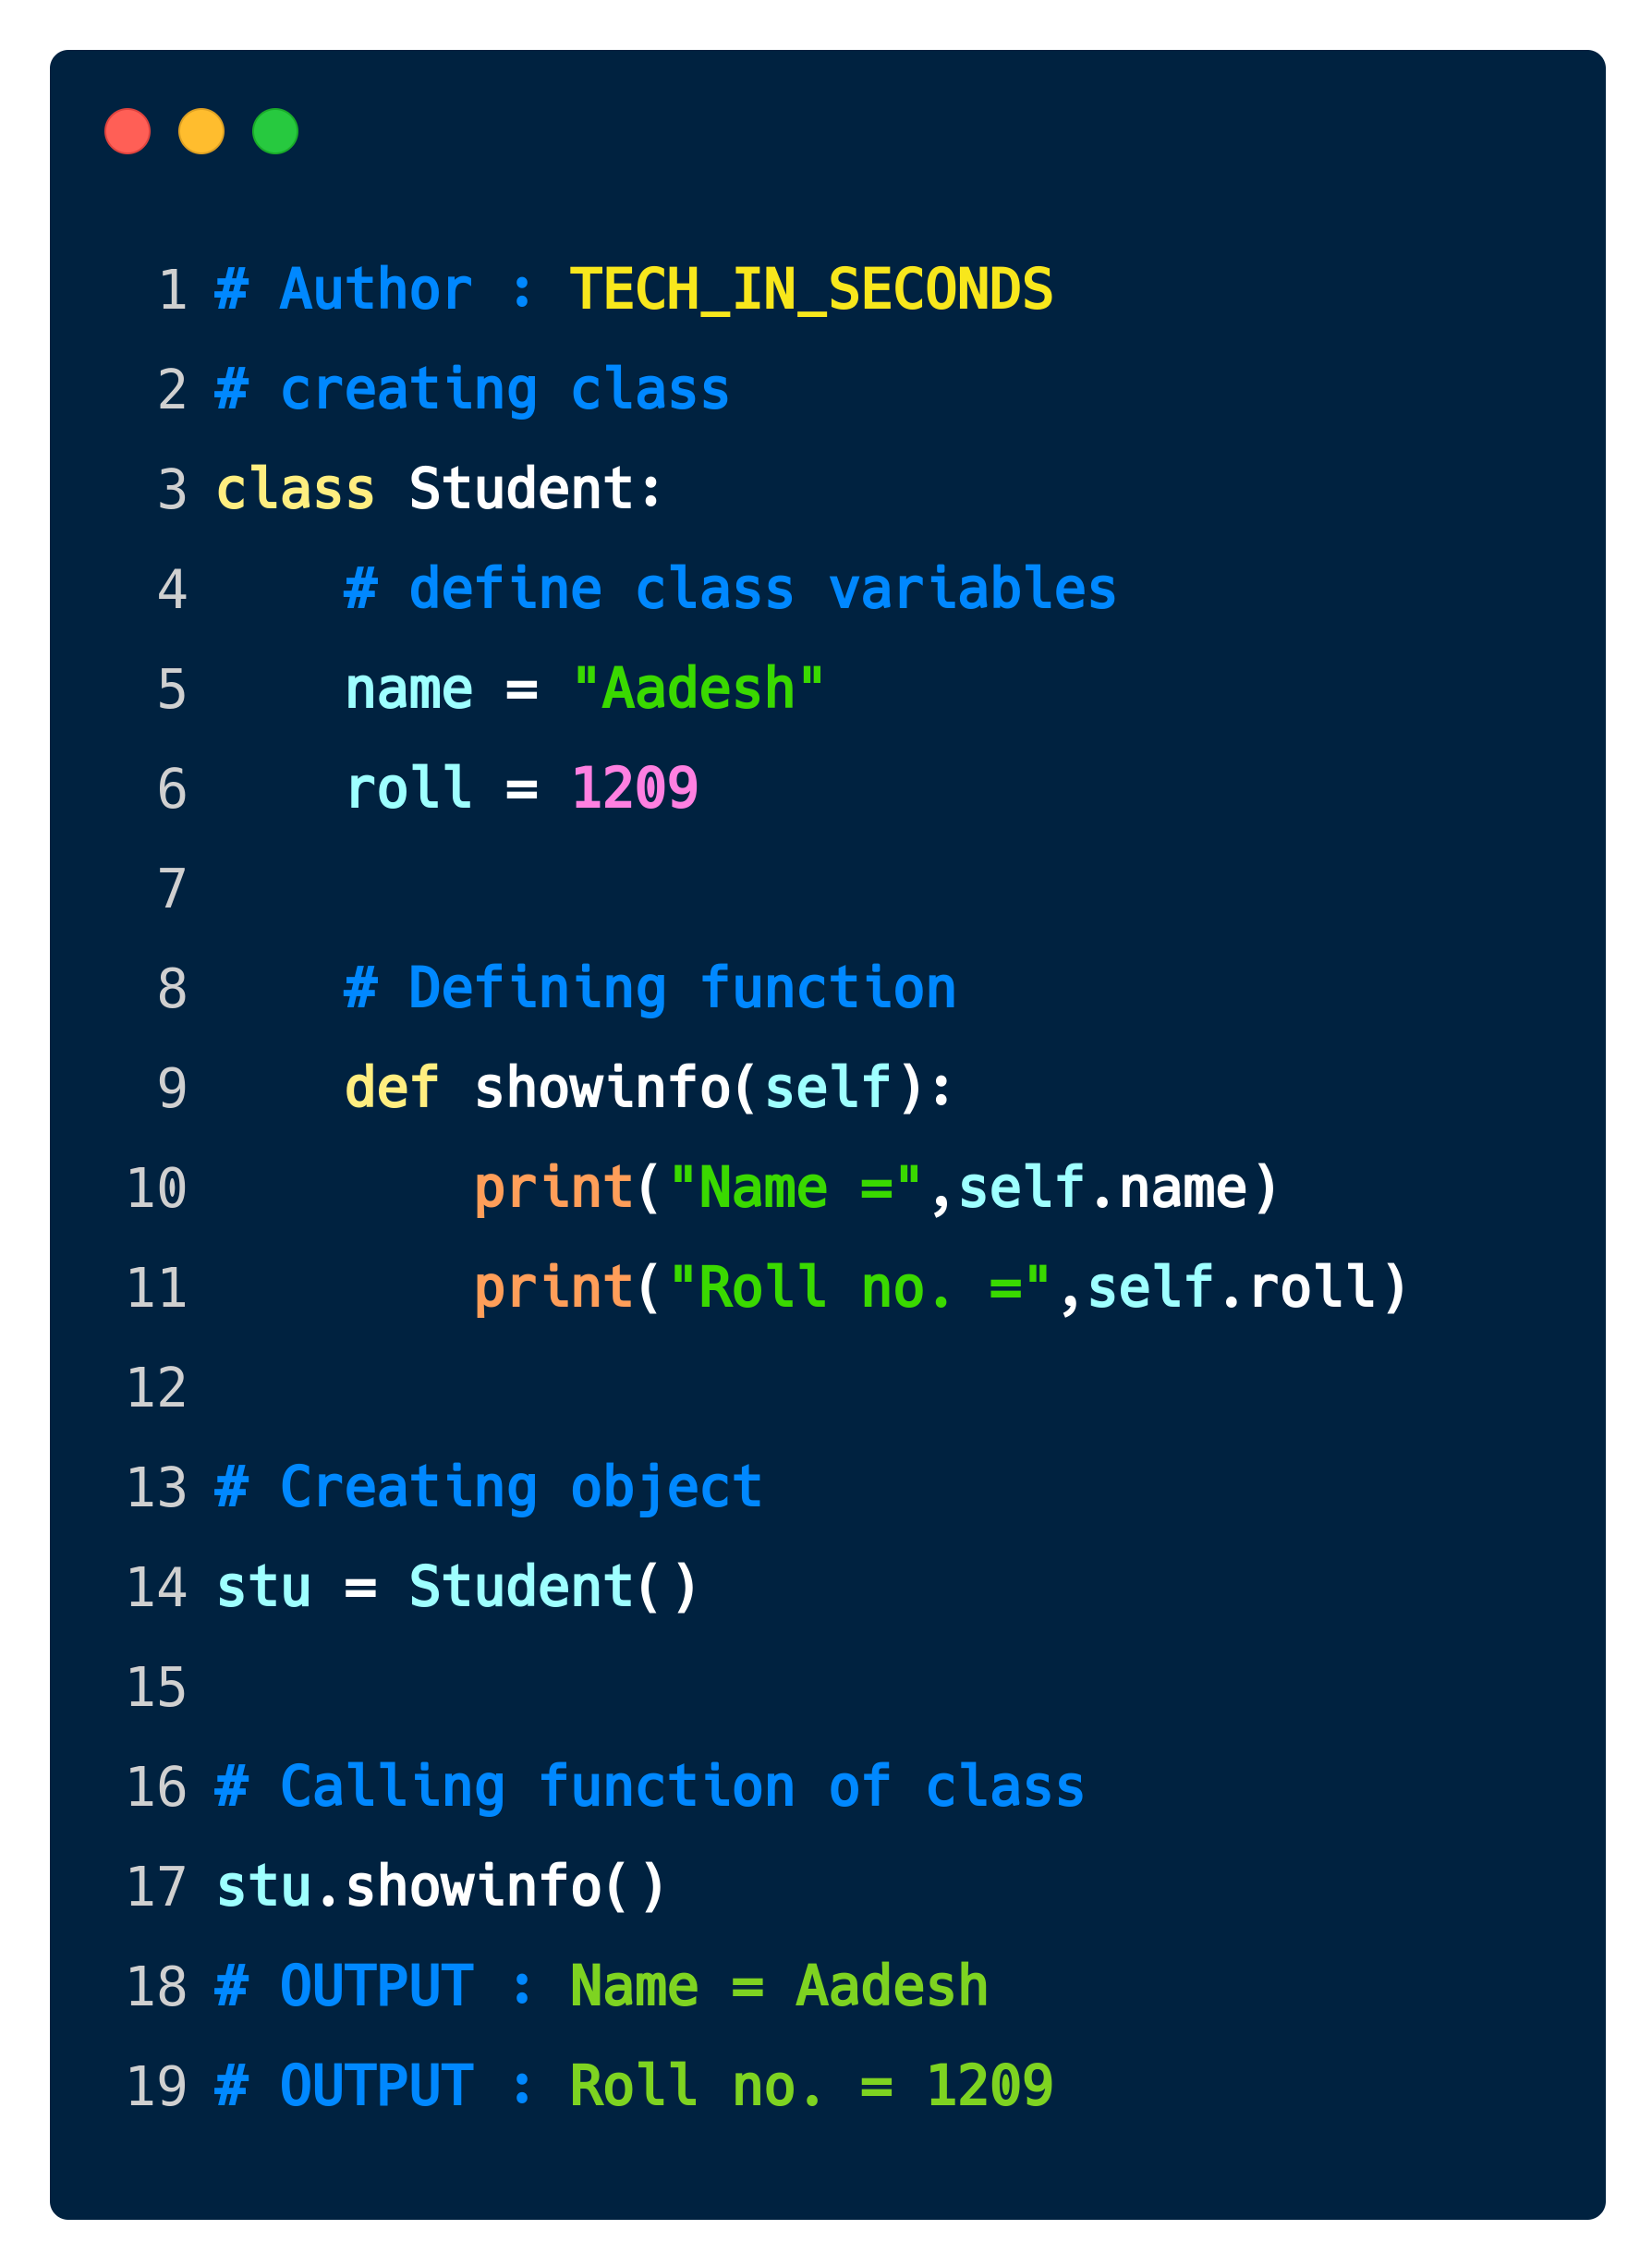 1 # Author : TECH_IN_SECONDS
2 # creating class
3 class Student:
4     # define class variables
5     name = "Aadesh"
6     roll = 1209
7
8     # Defining function
9     def showinfo(self):
10         print("Name =",self.name)
11         print("Roll no. =",self.roll)
12
13 # Creating object
14 stu = Student()
15
16 # Calling function of class
17 stu.showinfo()
18 # OUTPUT : Name = Aadesh
19 # OUTPUT : Roll no. = 1209